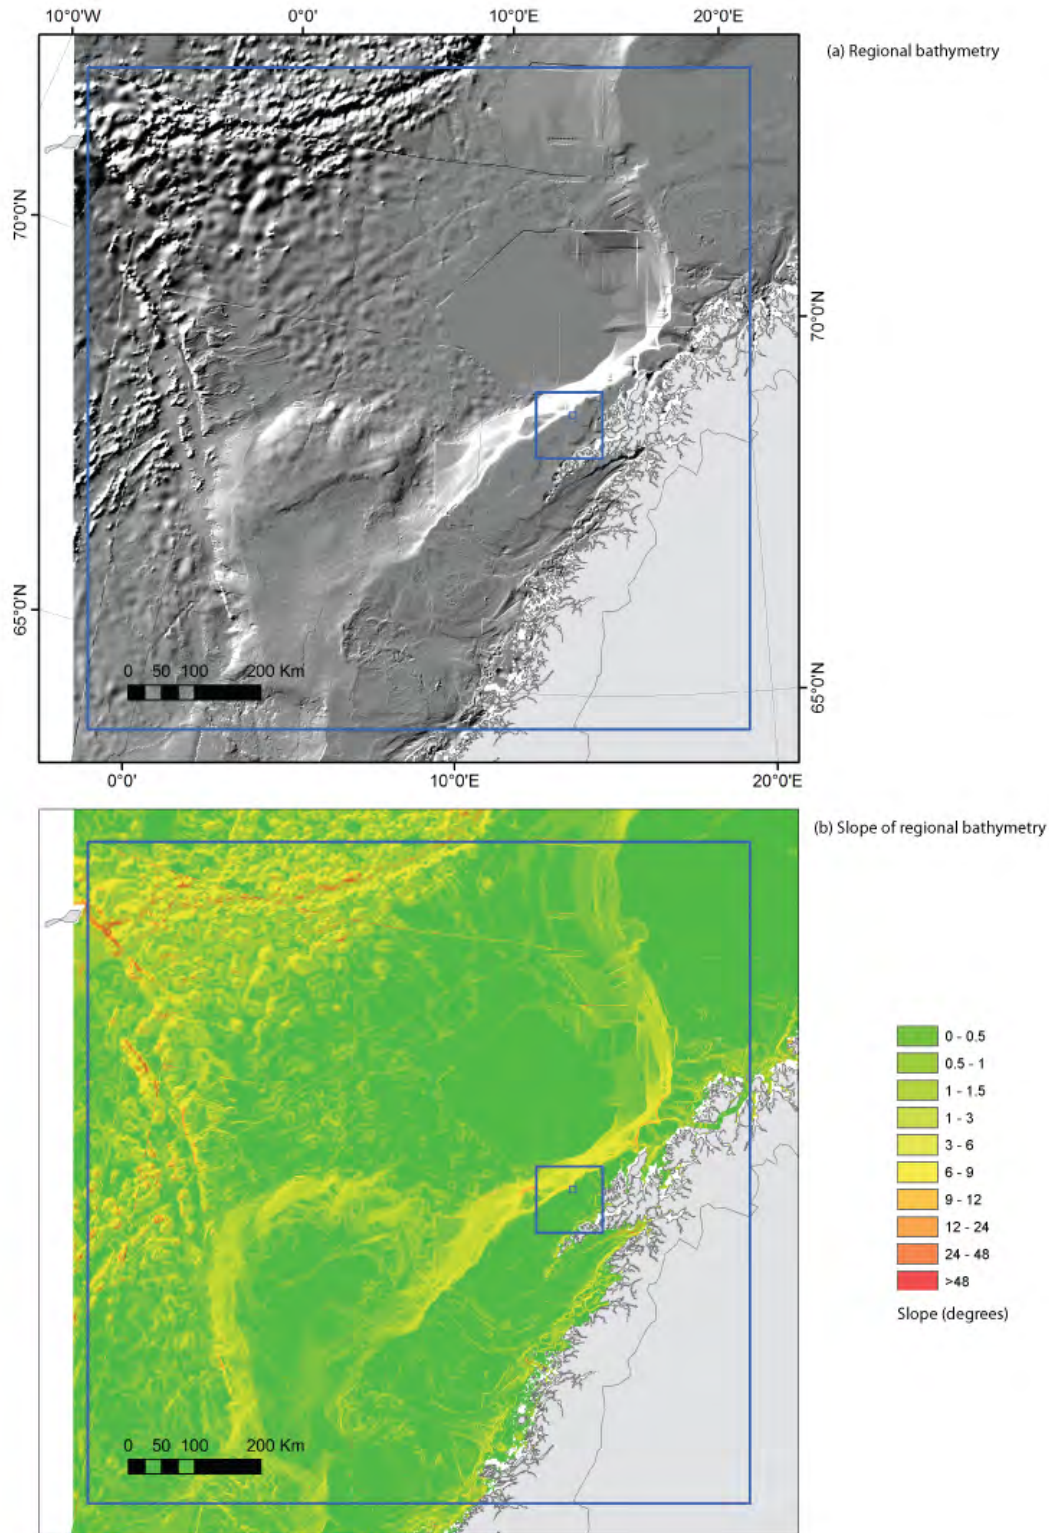 10°0'W 0°0' 10°0'E 20°0'E
(a) Regional bathymetry
70°0'N
70°0'N
65°0'N
65°0'N
0 50 100 200 Km
0°0' 10°0'E 20°0'E
(b) Slope of regional bathymetry
0 - 0.5
0.5 - 1
1 - 1.5
1 - 3
3 - 6
6 - 9
9 - 12
12 - 24
24 - 48
>48
Slope (degrees)
0 50 100 200 Km